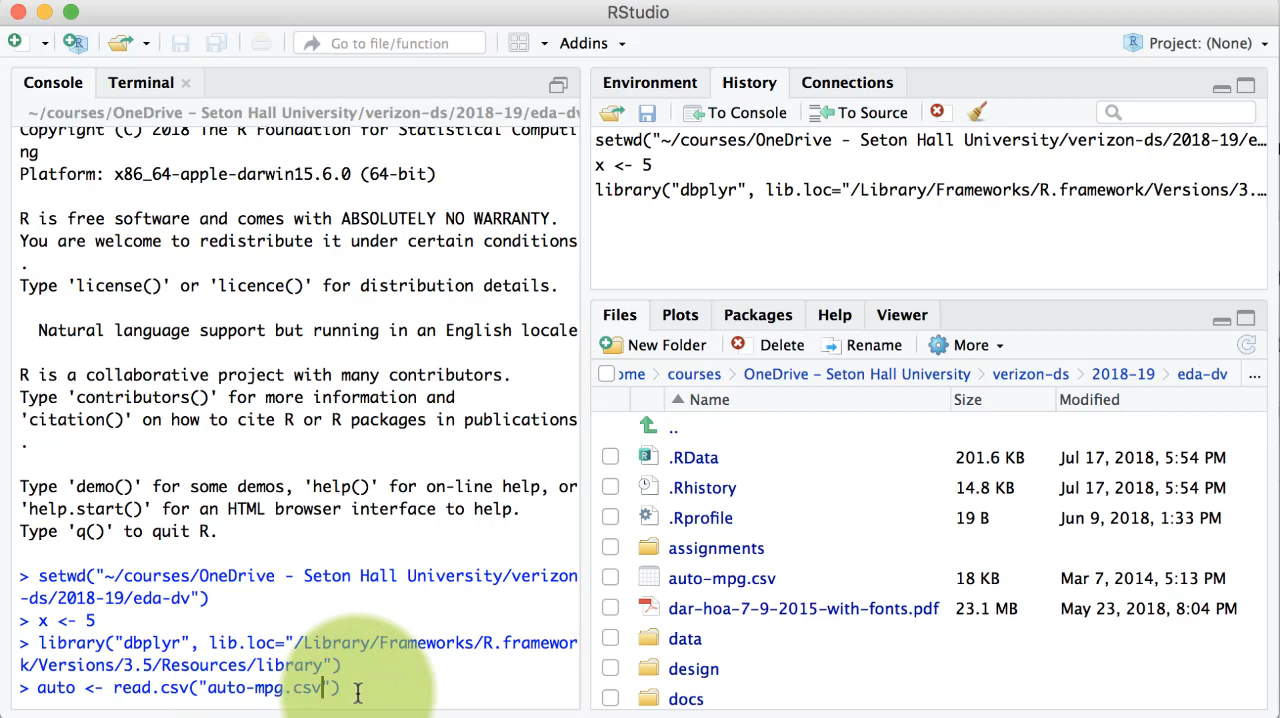 RStudio
Go to file/function
Addins
Project: (None)
Console
Terminal
~/courses/OneDrive - Seton Hall University/verizon-ds/2018-19/eda-dv
Copyright (C) 2018 The R Foundation for Statistical Computi
ng
Platform: x86_64-apple-darwin15.6.0 (64-bit)
R is free software and comes with ABSOLUTELY NO WARRANTY.
You are welcome to redistribute it under certain conditions
.
Type 'license()' or 'licence()' for distribution details.
Natural language support but running in an English locale
R is a collaborative project with many contributors.
Type 'contributors()' for more information and
'citation()' on how to cite R or R packages in publications
.
Type 'demo()' for some demos, 'help()' for on-line help, or
'help.start()' for an HTML browser interface to help.
Type 'q()' to quit R.
> setwd("~/courses/OneDrive - Seton Hall University/verizon
-ds/2018-19/eda-dv")
> x <- 5
> library("dbplyr", lib.loc="/Library/Frameworks/R.framewor
k/Versions/3.5/Resources/library")
> auto <- read.csv("auto-mpg.csv")
Environment
History
Connections
To Console
To Source
setwd("~/courses/OneDrive - Seton Hall University/verizon-ds/2018-19/e…
x <- 5
library("dbplyr", lib.loc="/Library/Frameworks/R.framework/Versions/3.…
Files
Plots
Packages
Help
Viewer
New Folder
Delete
Rename
More
ome > courses > OneDrive – Seton Hall University > verizon-ds > 2018-19 > eda-dv ...
Name Size Modified
..
.RData 201.6 KB Jul 17, 2018, 5:54 PM
.Rhistory 14.8 KB Jul 17, 2018, 5:54 PM
.Rprofile 19 B Jun 9, 2018, 1:33 PM
assignments
auto-mpg.csv 18 KB Mar 7, 2014, 5:13 PM
dar-hoa-7-9-2015-with-fonts.pdf 23.1 MB May 23, 2018, 8:04 PM
data
design
docs